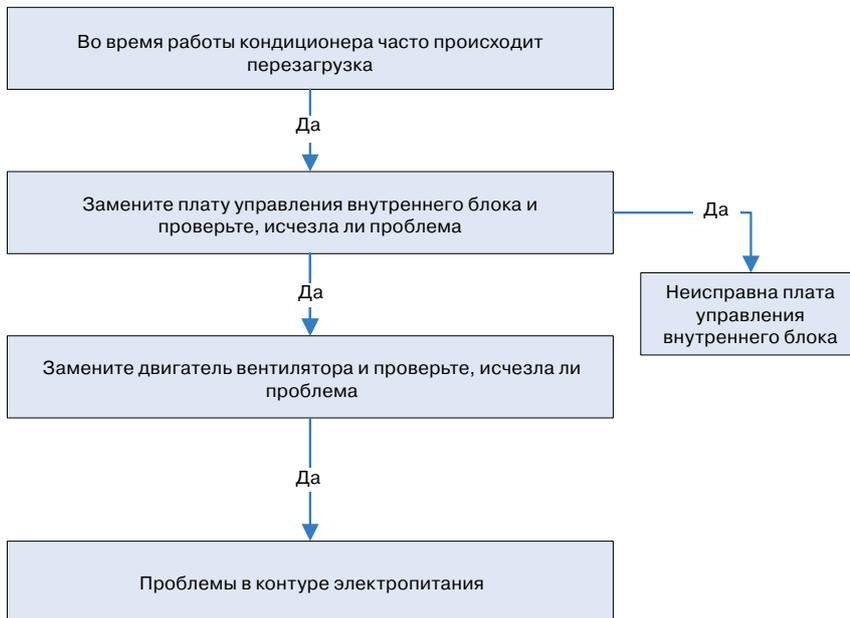 Во время работы кондиционера часто происходит
перезагрузка
Да
Замените плату управления внутреннего блока и
проверьте, исчезла ли проблема
Да
Да
Неисправна плата
управления
внутреннего блока
Замените двигатель вентилятора и проверьте, исчезла ли
проблема
Да
Проблемы в контуре электропитания